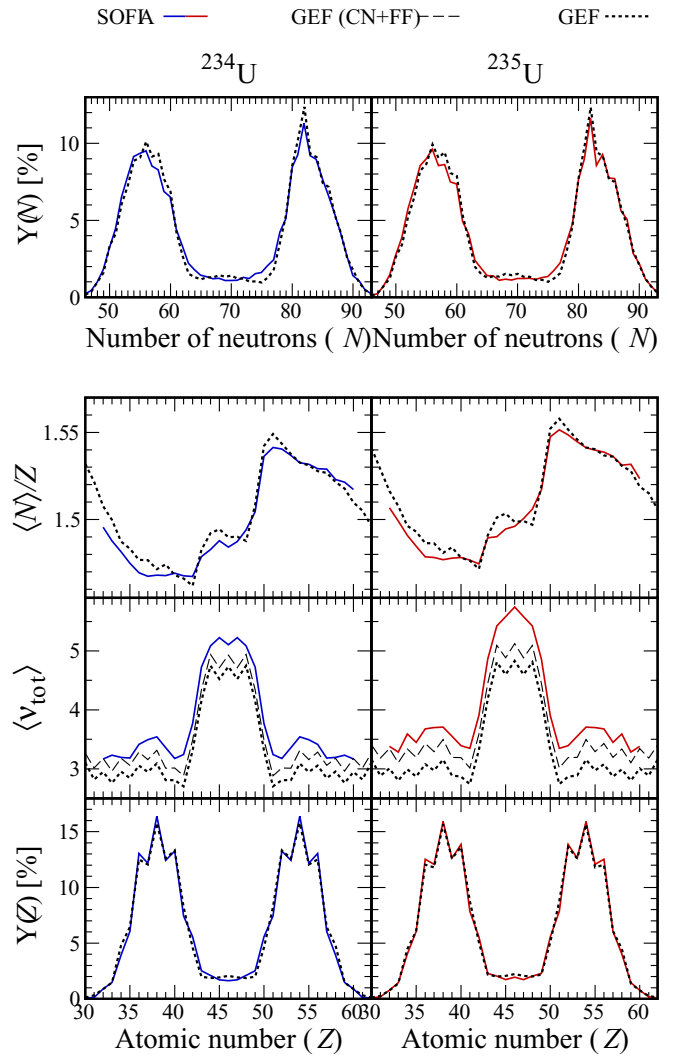 SOFIA GEF (CN+FF) GEF
234U 235U
Y(N) [%]
10
5
0
50 60 70 80 90 50 60 70 80 90
Number of neutrons ( N) Number of neutrons ( N)
⟨N⟩/Z
1.55
1.5
⟨νtot⟩
5
4
3
Y(Z) [%]
15
10
5
0
30 35 40 45 50 55 60 30 35 40 45 50 55 60
Atomic number ( Z) Atomic number ( Z)